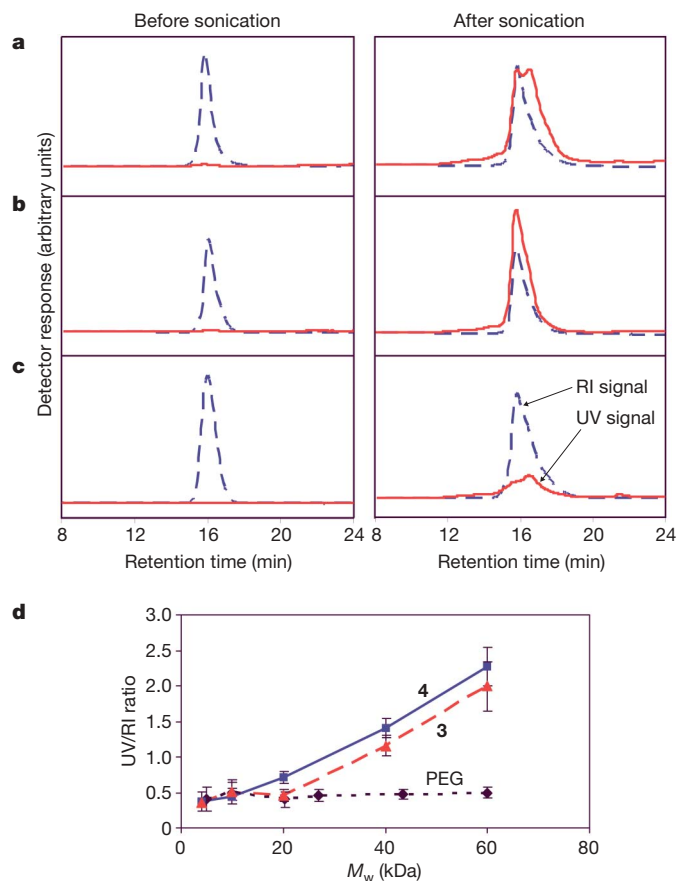 Before sonication
After sonication
a
b
c
Detector response (arbitrary units)
RI signal
UV signal
8 12 16 20 24
8 12 16 20 24
Retention time (min)
Retention time (min)
d
3.0
2.5
2.0
1.5
1.0
0.5
0
UV/RI ratio
4
3
PEG
0 20 40 60 80
Mw (kDa)